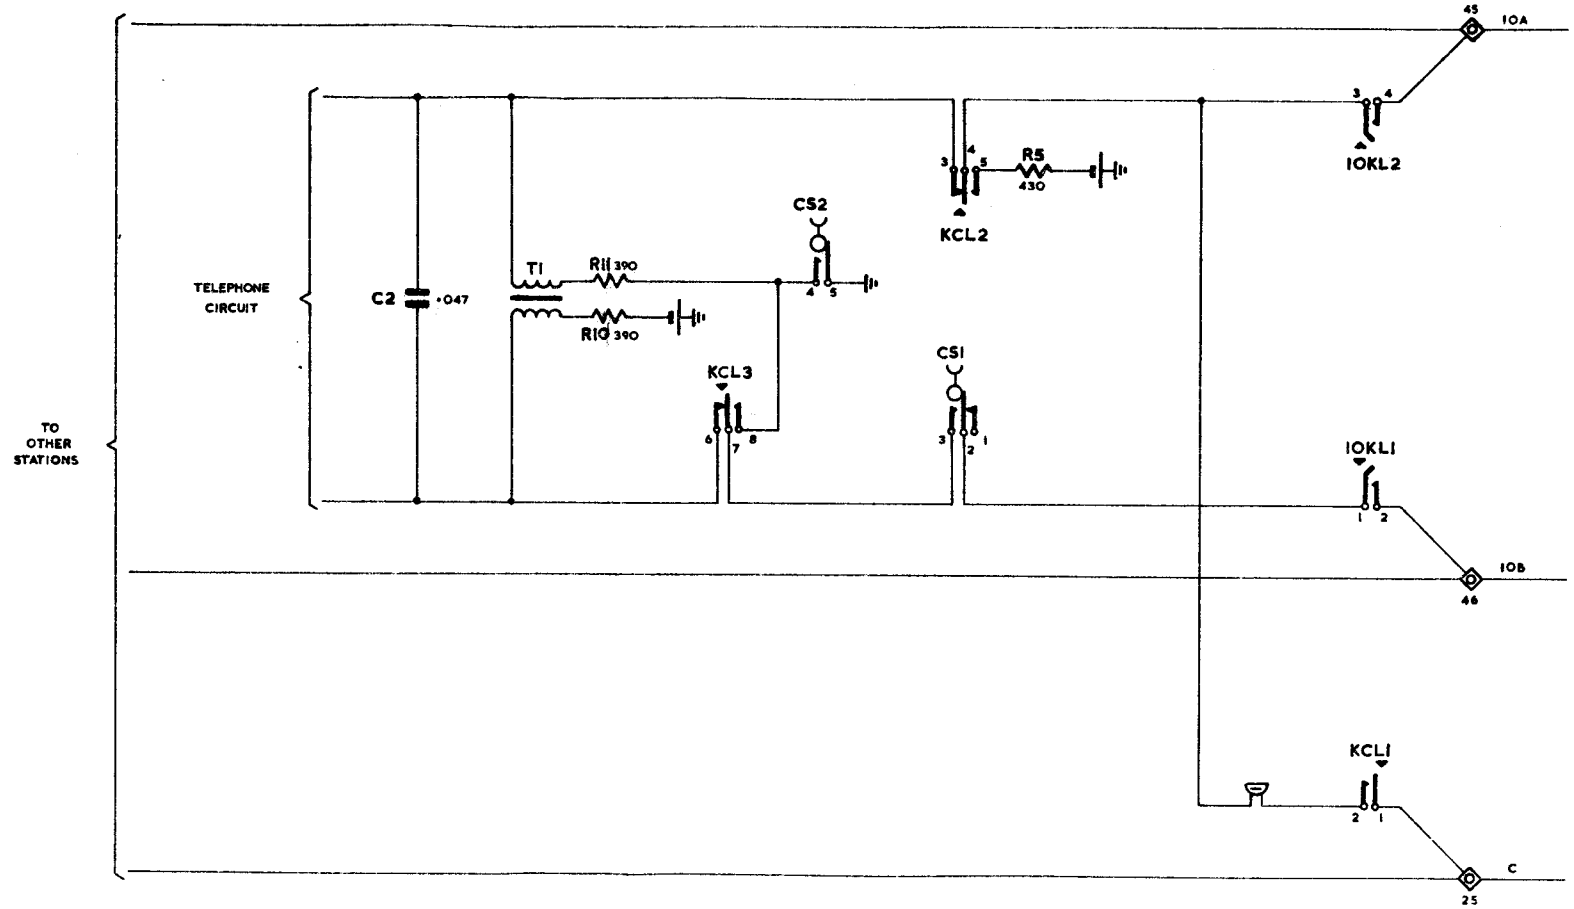 45
10A
3 4
10KL2
3 4 5
R5
430
KCL2
CS2
4 5
T1
R11 390
R10 390
TELEPHONE
CIRCUIT
C2 .047
KCL3
6 7 8
CS1
3 2 1
TO
OTHER
STATIONS
10KL1
1 2
10B
46
KCL1
2 1
C
25